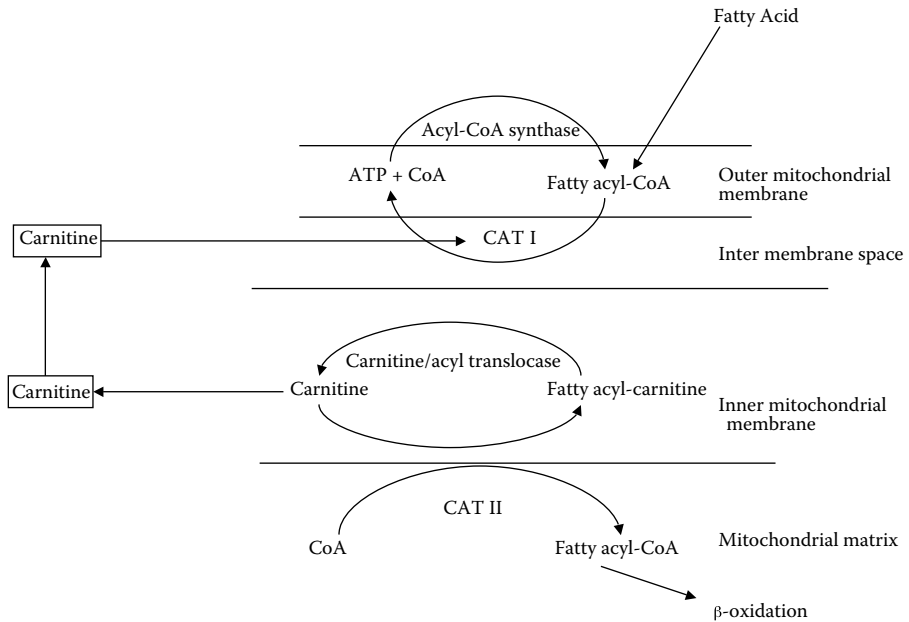 Fatty Acid
Acyl-CoA synthase
ATP + CoA
Fatty acyl-CoA
Outer mitochondrial
membrane
Carnitine
CAT I
Inter membrane space
Carnitine/acyl translocase
Carnitine
Carnitine
Fatty acyl-carnitine
Inner mitochondrial
membrane
CAT II
CoA
Fatty acyl-CoA
Mitochondrial matrix
β-oxidation